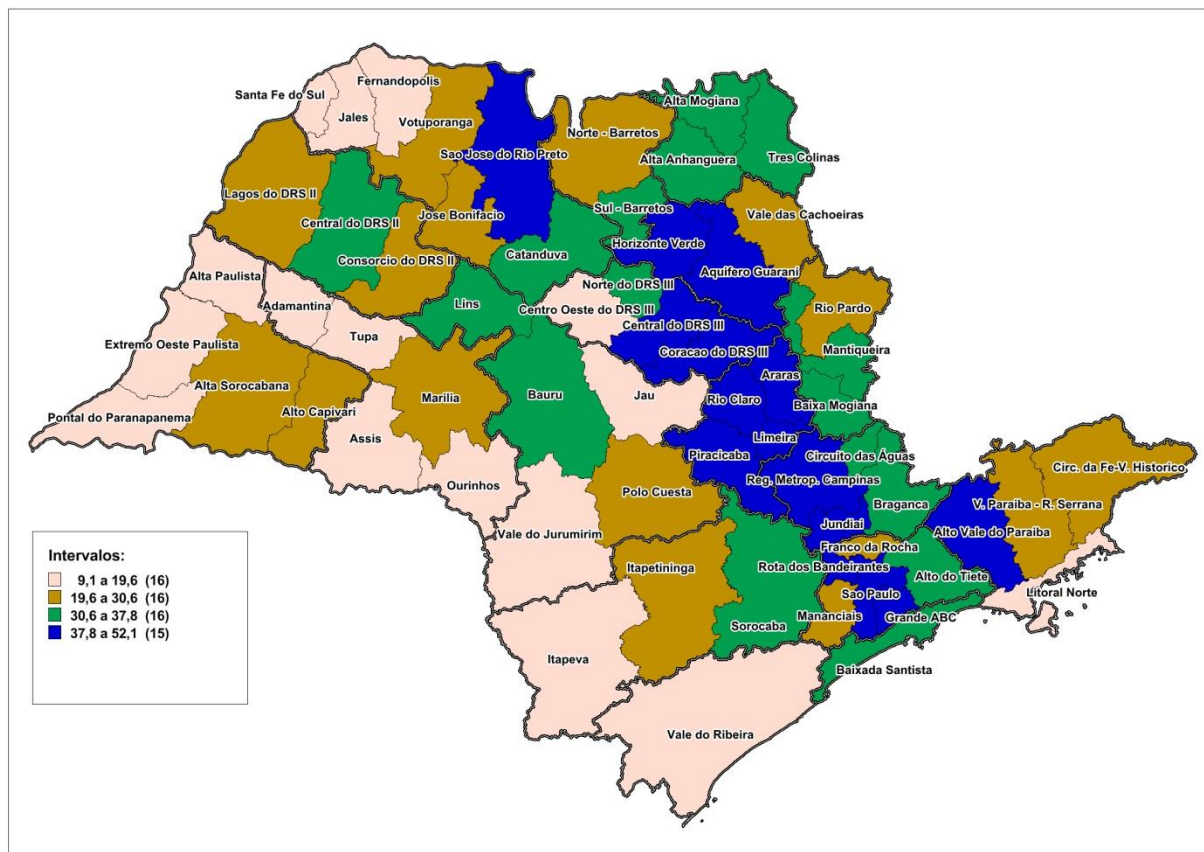 Fernandopolis
Santa Fe do Sul
Jales
Votuporanga
Sao Jose do Rio Preto
Norte - Barretos
Alta Mogiana
Alta Anhanguera
Tres Colinas
Lagos do DRS II
Central do DRS II
Jose Bonifacio
Sul - Barretos
Vale das Cachoeiras
Horizonte Verde
Consorcio do DRS II
Catanduva
Aquifero Guarani
Alta Paulista
Adamantina
Lins
Norte do DRS III
Centro Oeste do DRS III
Rio Pardo
Tupa
Central do DRS III
Extremo Oeste Paulista
Coracao do DRS III
Mantiqueira
Alta Sorocabana
Araras
Pontal do Paranapanema
Alto Capivari
Marilia
Bauru
Jau
Rio Claro
Baixa Mogiana
Assis
Limeira
Piracicaba
Circuito das Águas
Circ. da Fe-V. Historico
Ourinhos
Polo Cuesta
Reg. Metrop. Campinas
Braganca
V. Paraiba - R. Serrana
Vale do Jurumirim
Jundiai
Alto Vale do Paraiba
Franco da Rocha
Itapetininga
Rota dos Bandeirantes
Alto do Tiete
Sao Paulo
Litoral Norte
Mananciais
Grande ABC
Sorocaba
Itapeva
Baixada Santista
Vale do Ribeira
Intervalos:
9,1 a 19,6 (16)
19,6 a 30,6 (16)
30,6 a 37,8 (16)
37,8 a 52,1 (15)